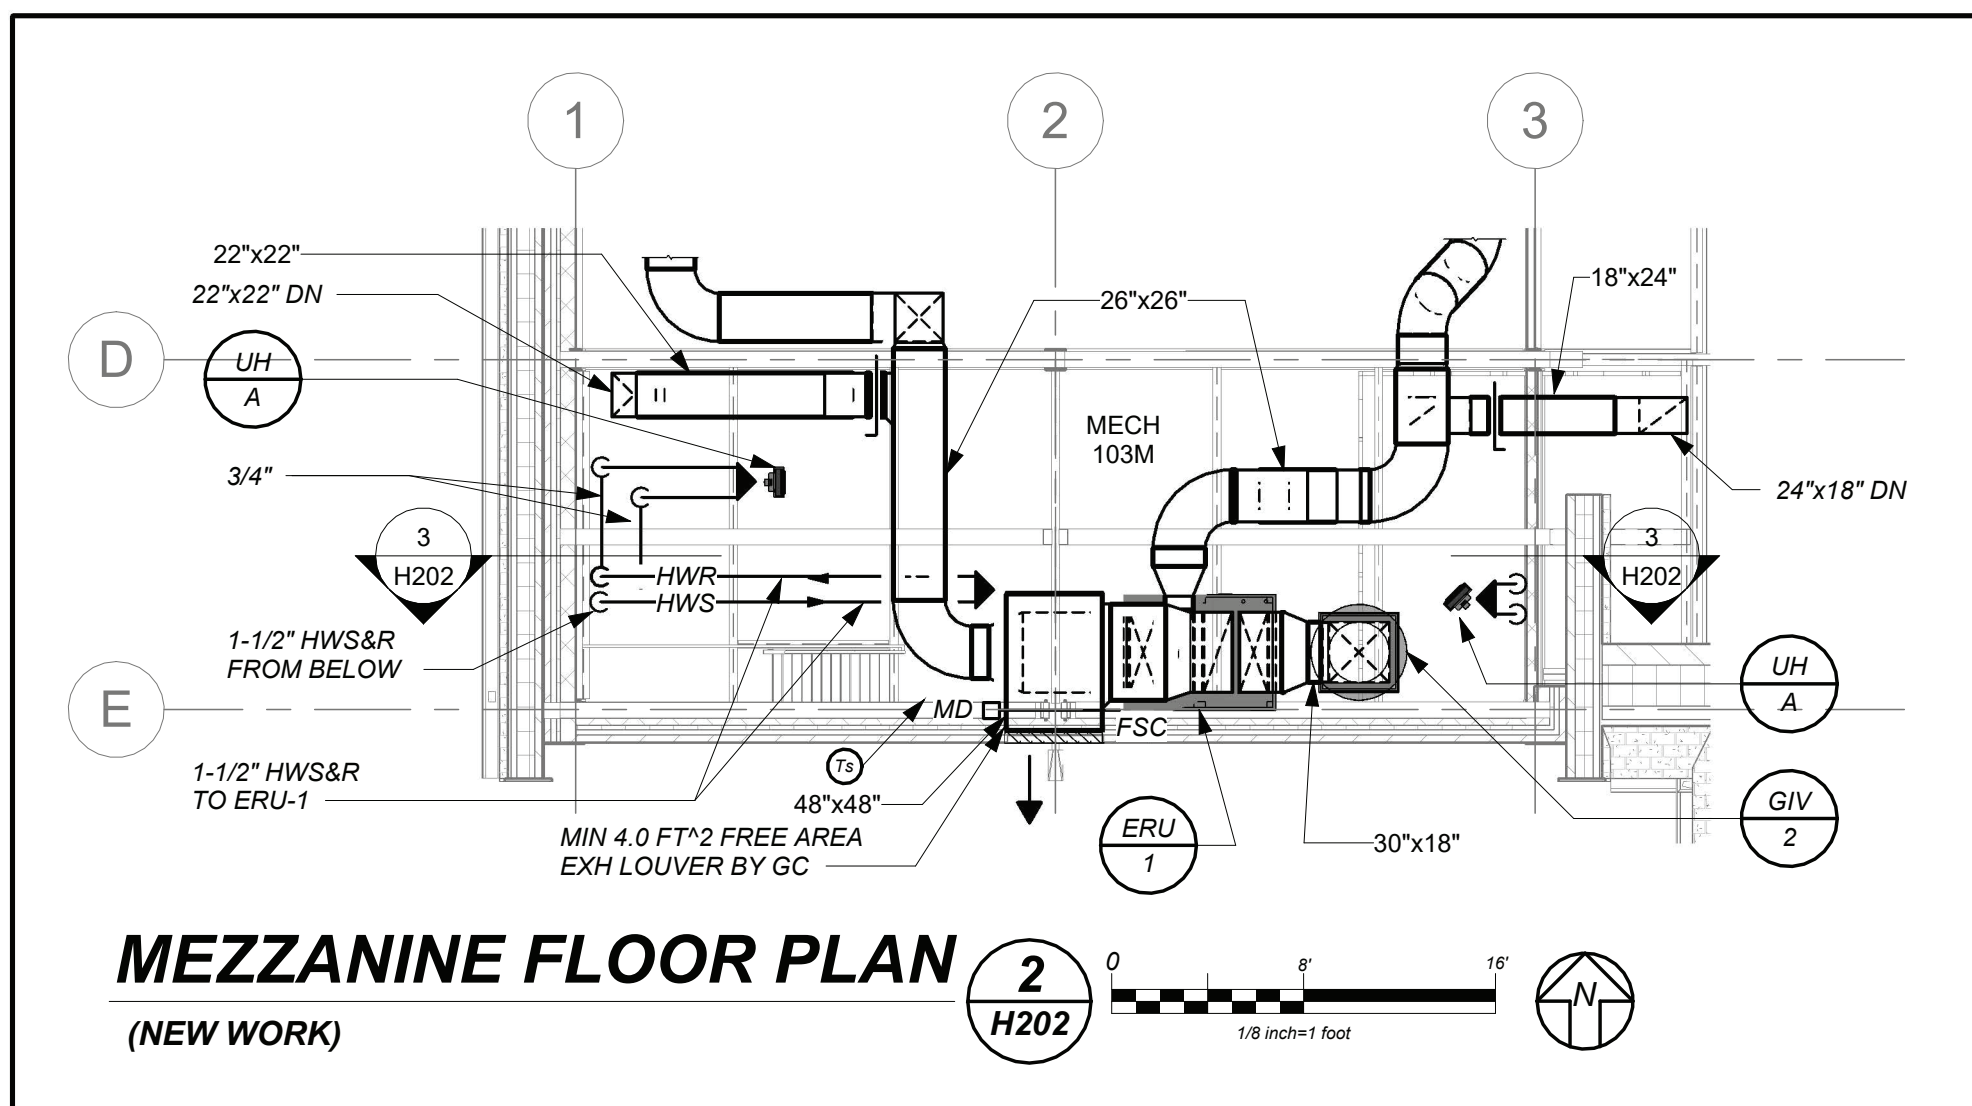 1
2
3
22"x22"
22"x22" DN
26"x26"
18"x24"
D
UH
A
MECH
103M
3/4"
24"x18" DN
3
H202
3
H202
HWR
HWS
1-1/2" HWS&R
FROM BELOW
UH
A
E
MD
FSC
1-1/2" HWS&R
TO ERU-1
Ts
48"x48"
MIN 4.0 FT^2 FREE AREA
EXH LOUVER BY GC
ERU
1
30"x18"
GIV
2
MEZZANINE FLOOR PLAN
(NEW WORK)
2
H202
0
8'
16'
1/8 inch=1 foot
N